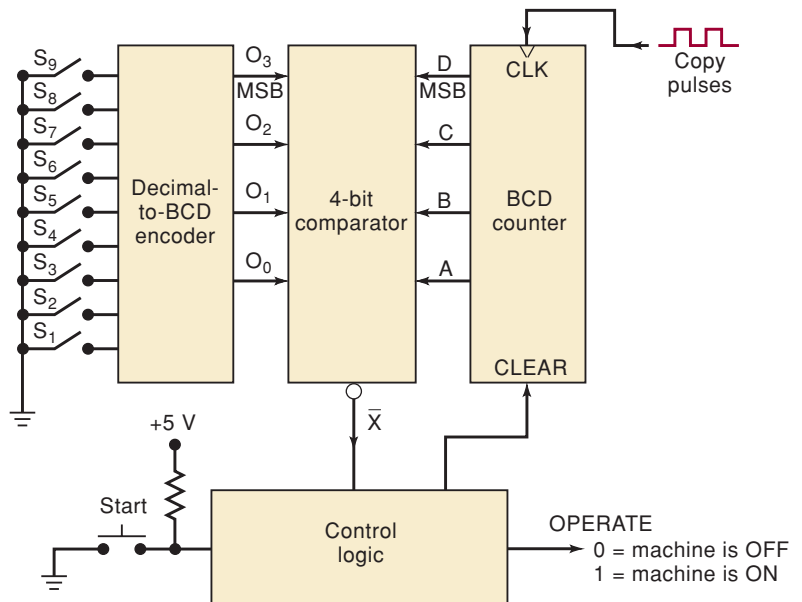 S9
S8
S7
S6
S5
S4
S3
S2
S1
Decimal-
to-BCD
encoder
O3
MSB
O2
O1
O0
4-bit
comparator
D
MSB
C
B
A
CLK
BCD
counter
CLEAR
Copy
pulses
X̅
+5 V
Start
Control
logic
OPERATE
0 = machine is OFF
1 = machine is ON